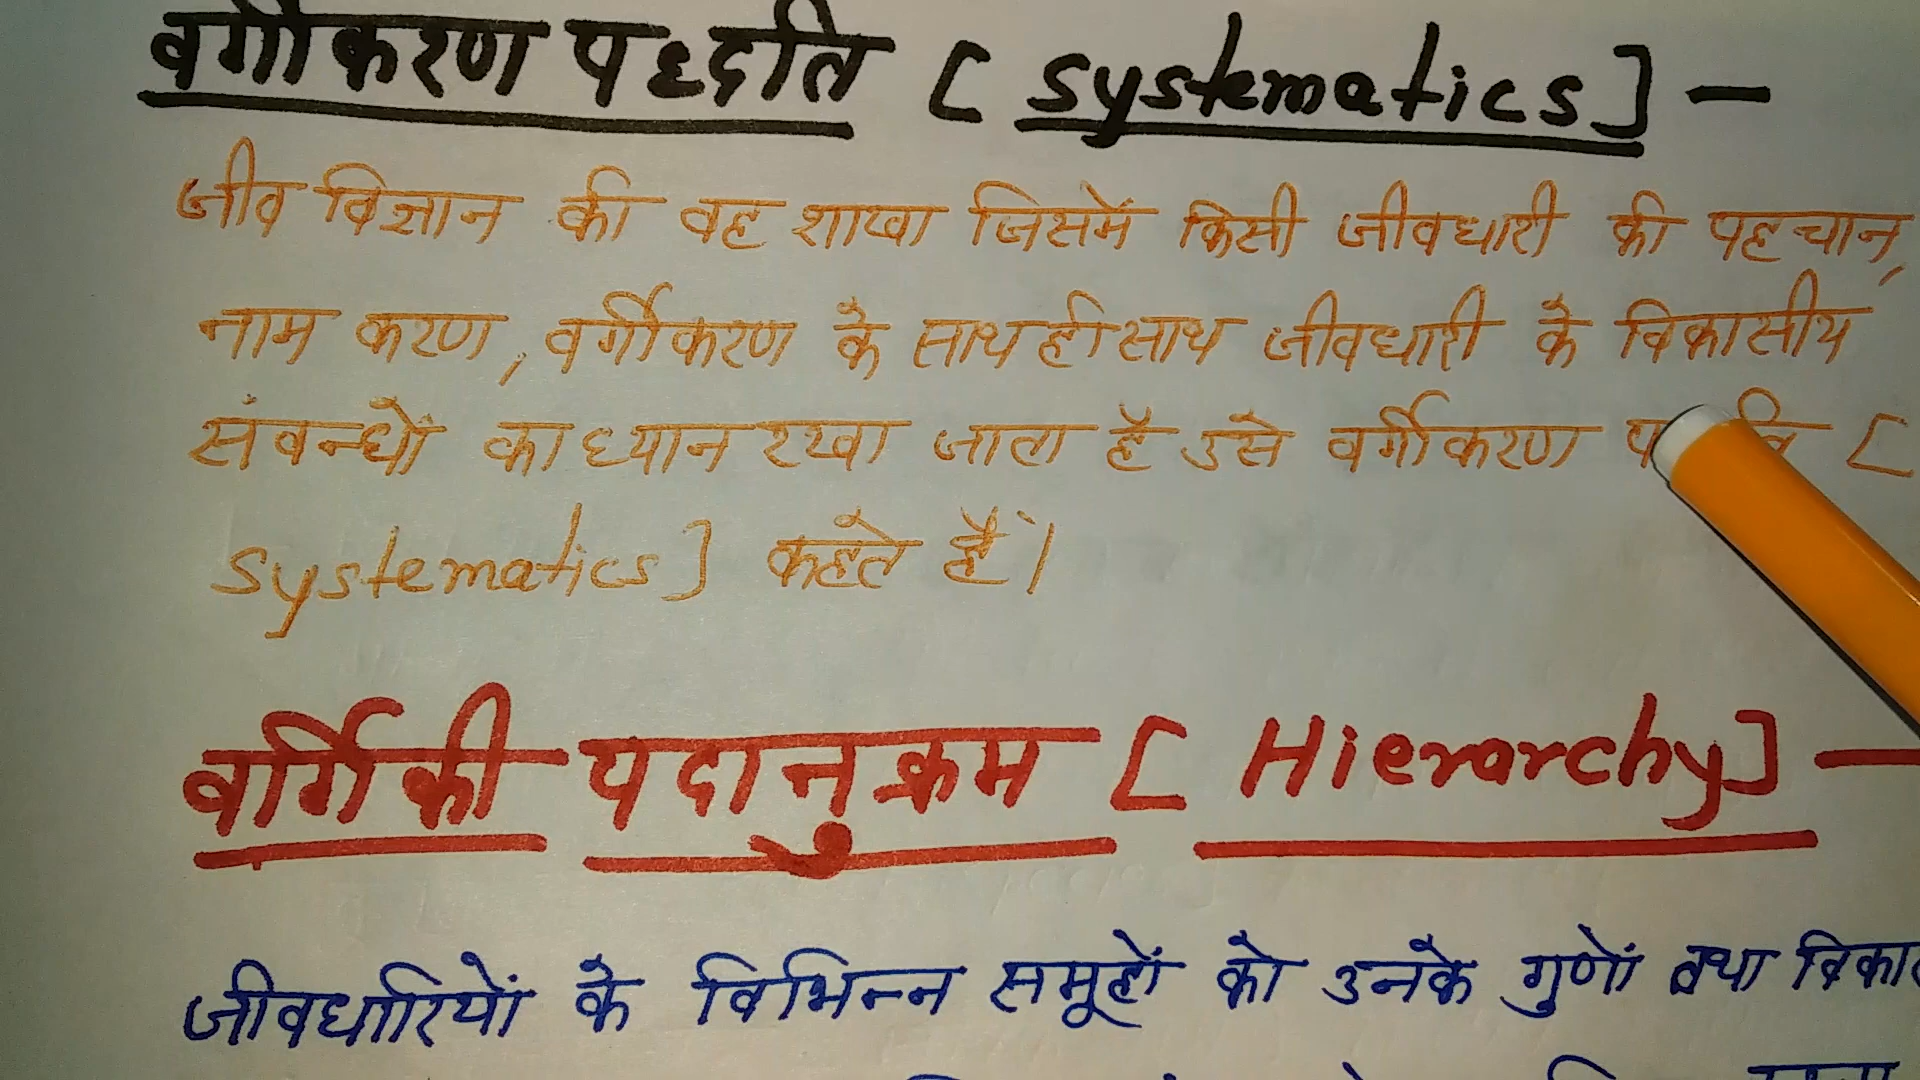 वर्गीकरण पद्धति [ systematics ] —
जीव विज्ञान की वह शाखा जिसमें किसी जीवधारी की पहचान,
नाम करण, वर्गीकरण के साथ ही साथ जीवधारी के विकासीय
संबन्धों का ध्यान रखा जाता है उसे वर्गीकरण [
systematics ] कहते हैं।
वर्गिकी पदानुक्रम [ Hierarchy ] —
जीवधारियों के विभिन्न समूहों को उनके गुणों तथा